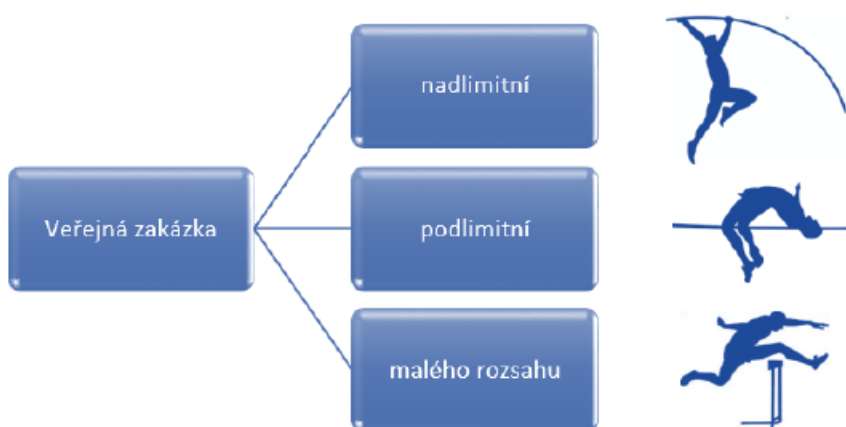 nadlimitní
Veřejná zakázka
podlimitní
malého rozsahu